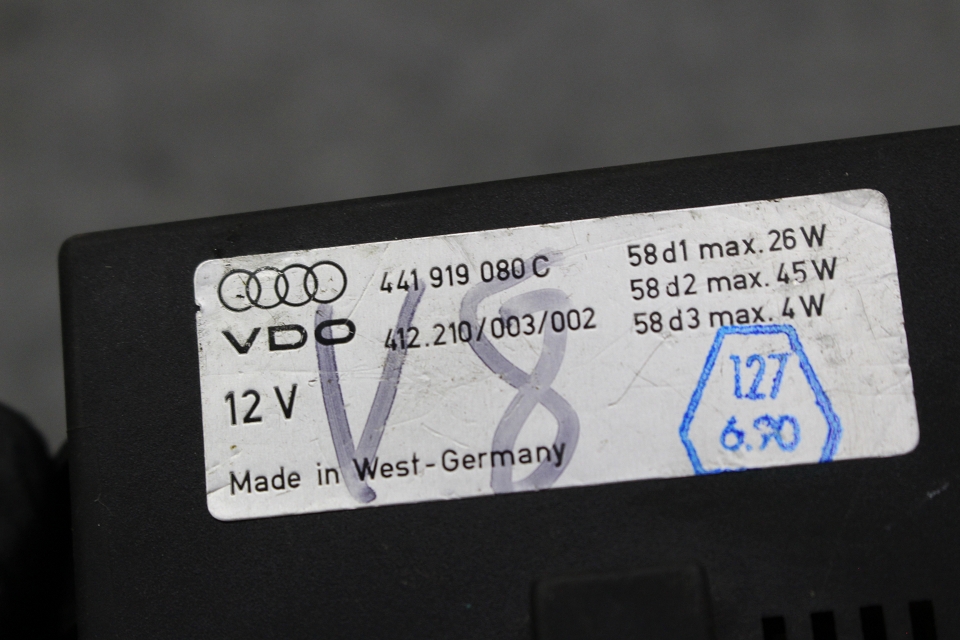 441 919 080 C
VDO
412.210/003/002
12 V
Made in West-Germany
58 d1 max. 26 W
58 d2 max. 45 W
58 d3 max. 4 W
127
6.90
V8